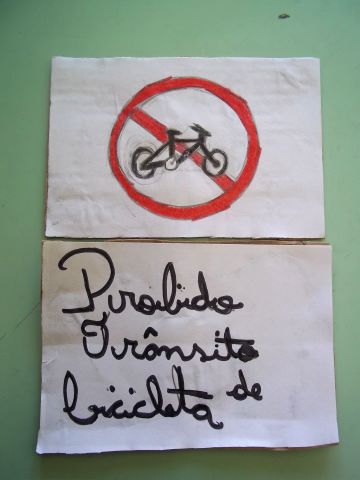 Proibido
Trânsito
bicicleta de